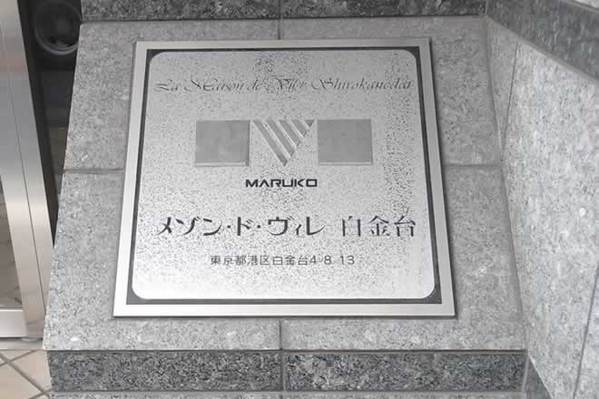 La Maison de Ville Shirokanedai
MARUKO
メゾン・ド・ヴィレ 白金台
東京都港区白金台4-8-13